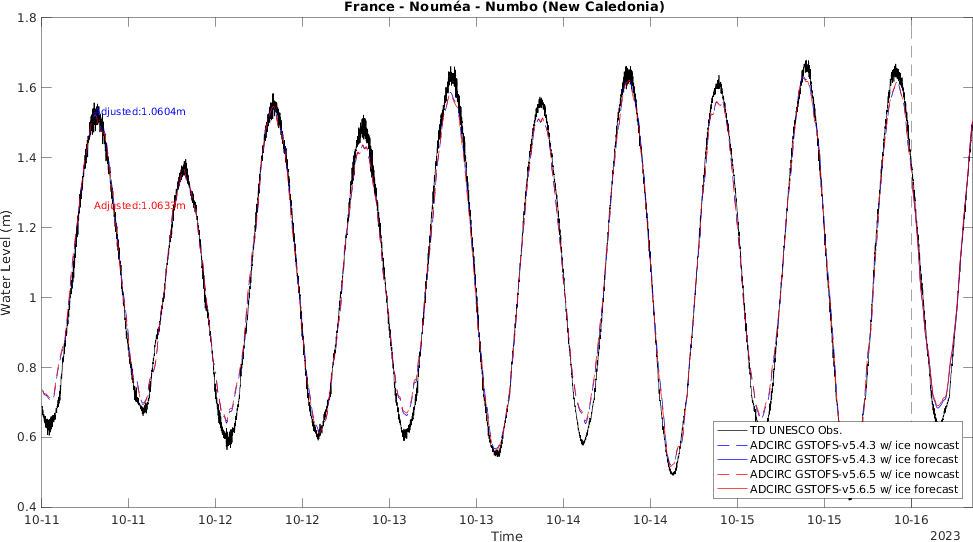 France - Nouméa - Numbo (New Caledonia)
1.8
1.6
1.4
1.2
1
0.8
0.6
0.4
Water Level (m)
Adjusted:1.0604m
Adjusted:1.0633m
TD UNESCO Obs.
ADCIRC GSTOFS-v5.4.3 w/ ice nowcast
ADCIRC GSTOFS-v5.4.3 w/ ice forecast
ADCIRC GSTOFS-v5.6.5 w/ ice nowcast
ADCIRC GSTOFS-v5.6.5 w/ ice forecast
10-11 10-11 10-12 10-12 10-13 10-13 10-14 10-14 10-15 10-15 10-16
Time
2023